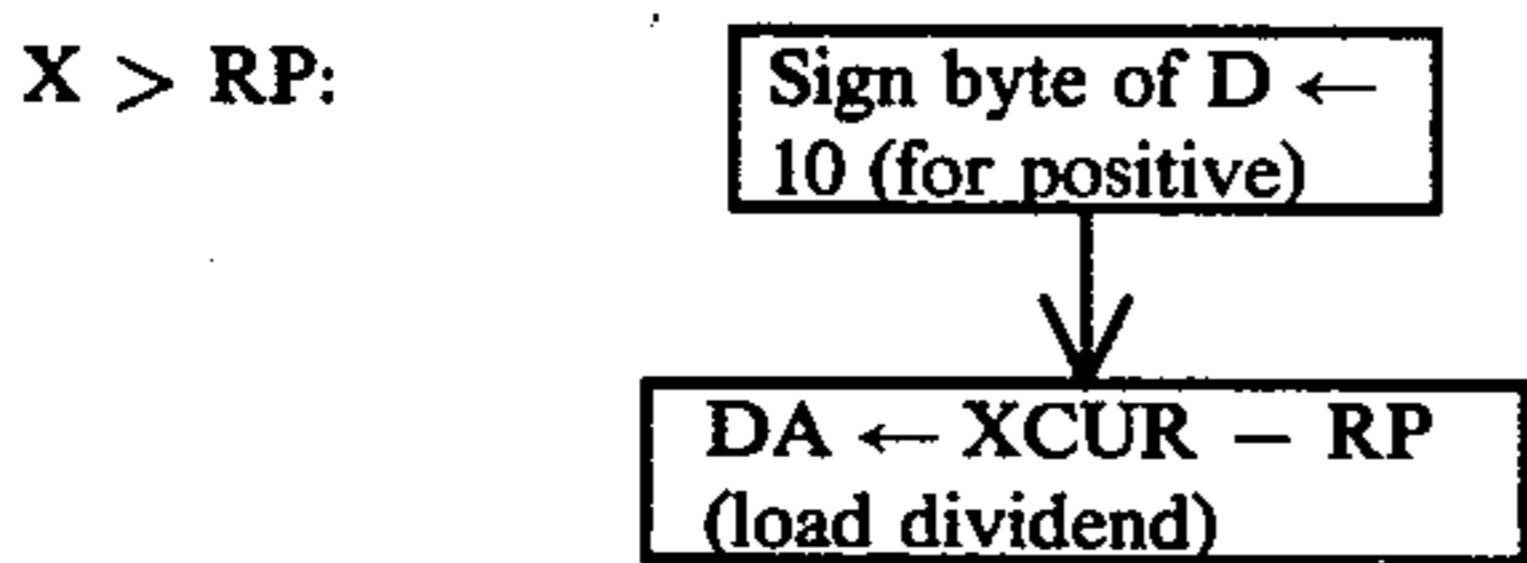 X > RP:
Sign byte of D ←
10 (for positive)
DA ← XCUR − RP
(load dividend)